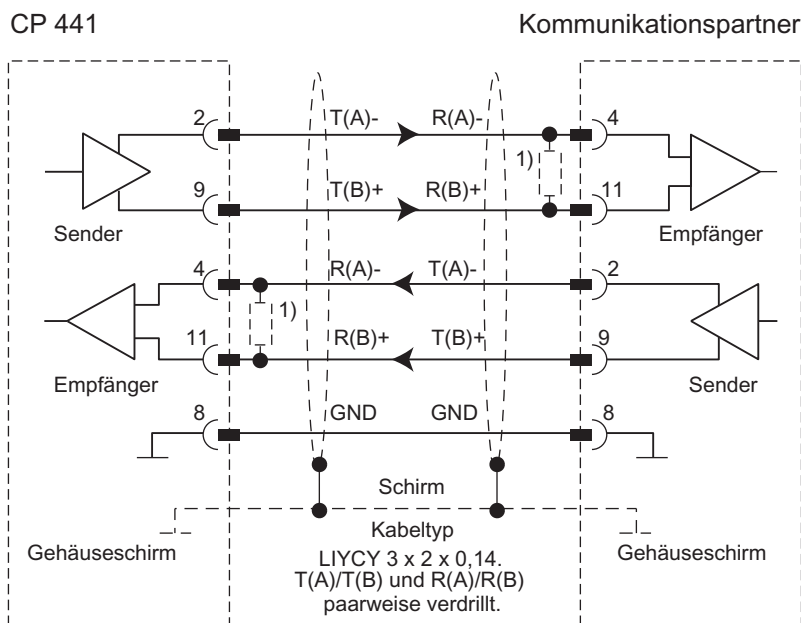 CP 441 Kommunikationspartner
2 T(A)- R(A)- 4
1)
9 T(B)+ R(B)+ 11
Sender Empfänger
4 R(A)- T(A)- 2
1)
11 R(B)+ T(B)+ 9
Empfänger Sender
8 GND GND 8
Schirm
Gehäuseschirm Kabeltyp Gehäuseschirm
LIYCY 3 x 2 x 0,14.
T(A)/T(B) und R(A)/R(B)
paarweise verdrillt.